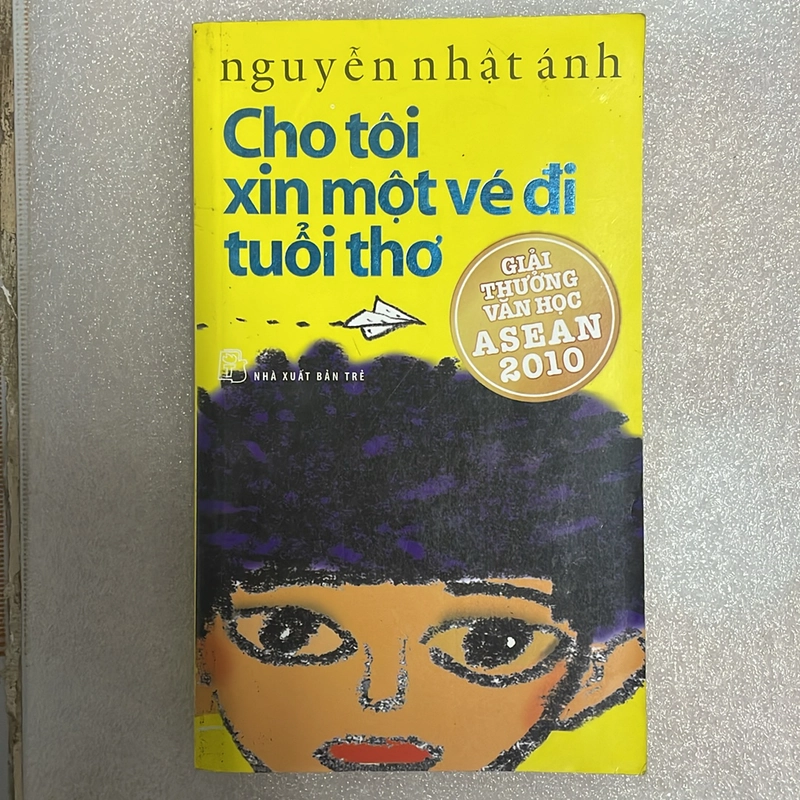 nguyễn nhật ánh
Cho tôi
xin một vé đi
tuổi thơ
GIẢI
THƯỞNG
VĂN HỌC
ASEAN
2010
NHÀ XUẤT BẢN TRẺ